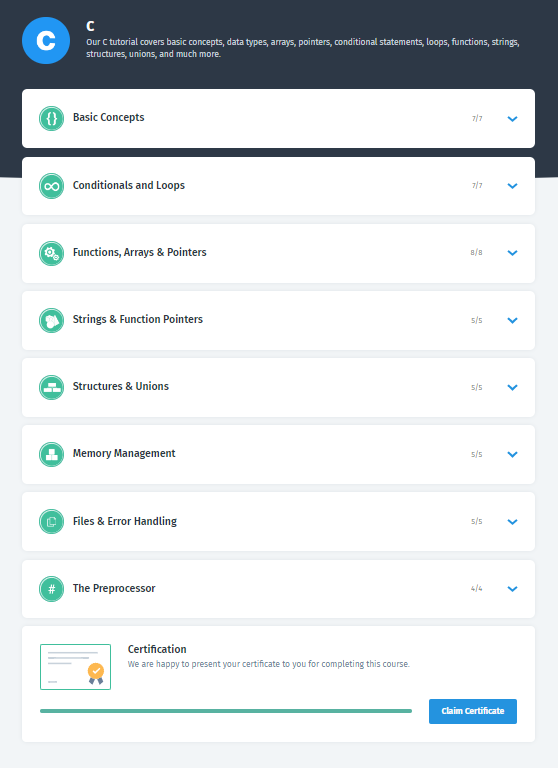 C
C
Our C tutorial covers basic concepts, data types, arrays, pointers, conditional statements, loops, functions, strings,
structures, unions, and much more.
{} Basic Concepts 7/7
Conditionals and Loops 7/7
Functions, Arrays & Pointers 8/8
Strings & Function Pointers 5/5
Structures & Unions 5/5
Memory Management 5/5
Files & Error Handling 5/5
# The Preprocessor 4/4
Certification
We are happy to present your certificate to you for completing this course.
Claim Certificate